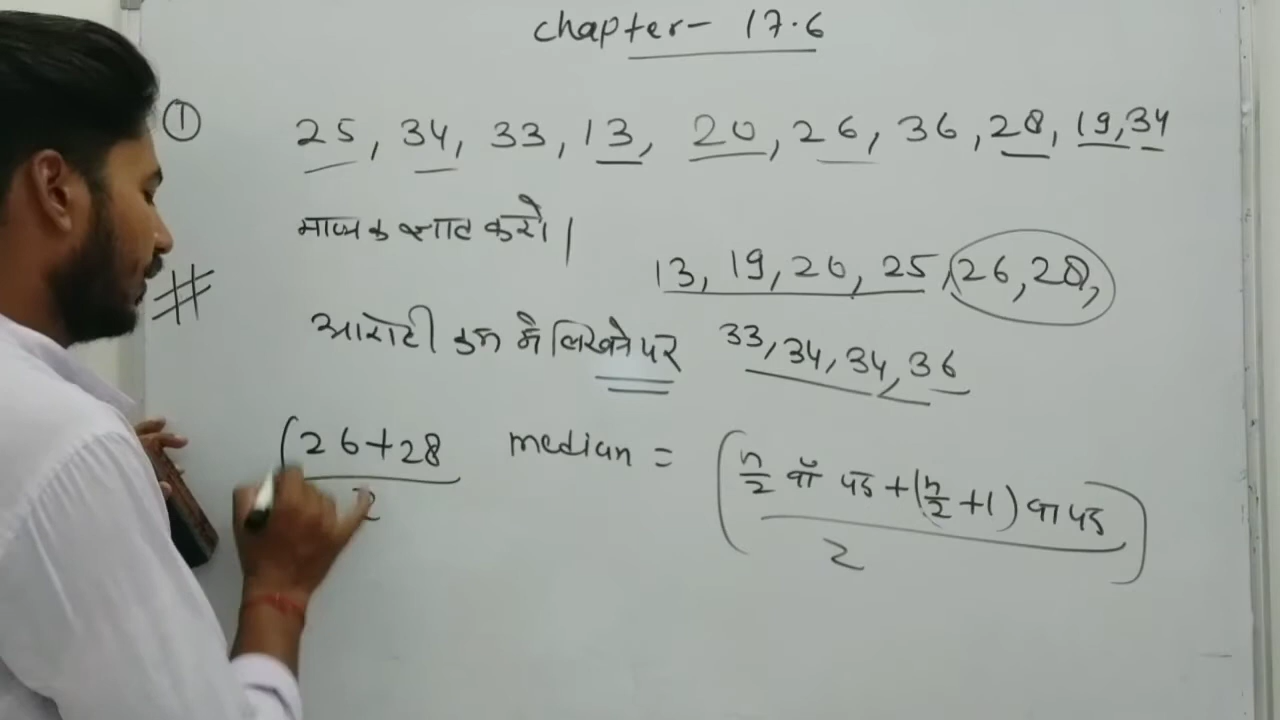 chapter- 17.6
① 25, 34, 33, 13, 20, 26, 36, 28, 19, 34
माध्यक ज्ञात करो।
13, 19, 20, 25, 26, 28,
# आरोही क्रम में लिखने पर 33, 34, 34, 36
(26+28
2
median = (n/2 वाँ पद + (n/2 + 1) वा पद)
2